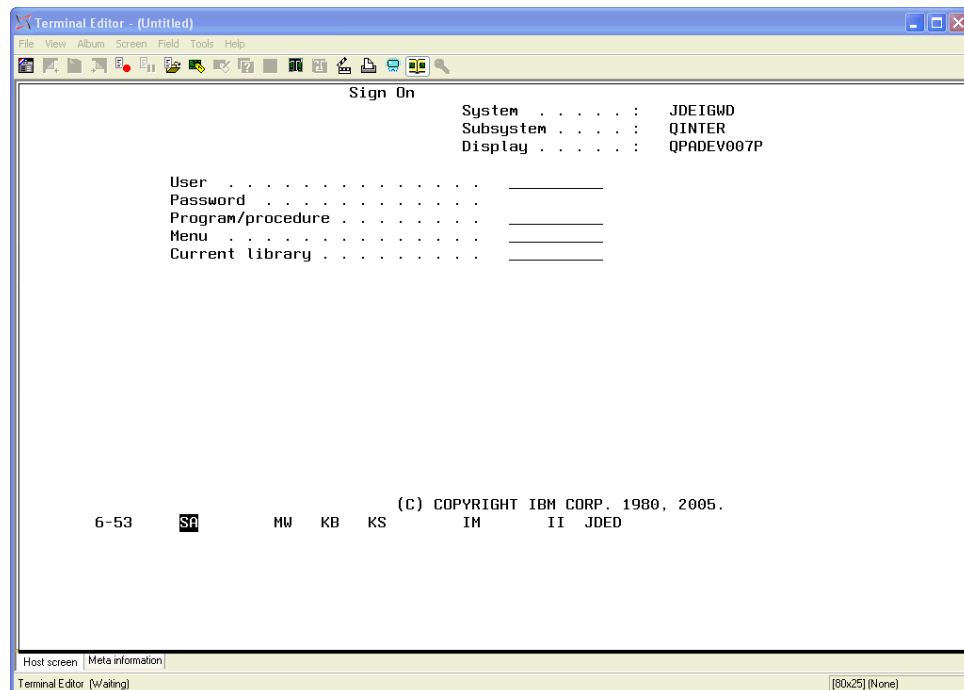 Terminal Editor - (Untitled)
File View Album Screen Field Tools Help
Sign On
System . . . . . : JDEIGWD
Subsystem . . . . : QINTER
Display . . . . . : QPADEV007P
User . . . . . . . . . . . . . .
Password . . . . . . . . . . . .
Program/procedure . . . . . . . .
Menu . . . . . . . . . . . . . .
Current library . . . . . . . . .
(C) COPYRIGHT IBM CORP. 1980, 2005.
6-53 SA MW KB KS IM II JDED
Host screen Meta information
Terminal Editor (Waiting) [80x25] (None)